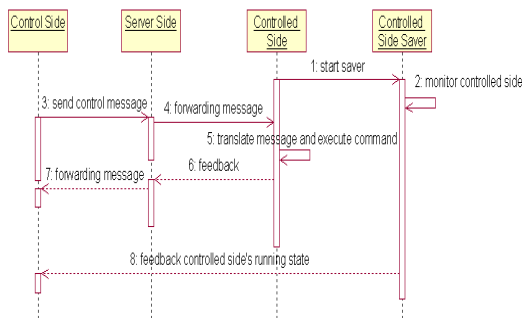 Control Side
Server Side
Controlled
Side
Controlled
Side Saver
1: start saver
2: monitor controlled side
3: send control message
4: forwarding message
5: translate message and execute command
6: feedback
7: forwarding message
8: feedback controlled side's running state